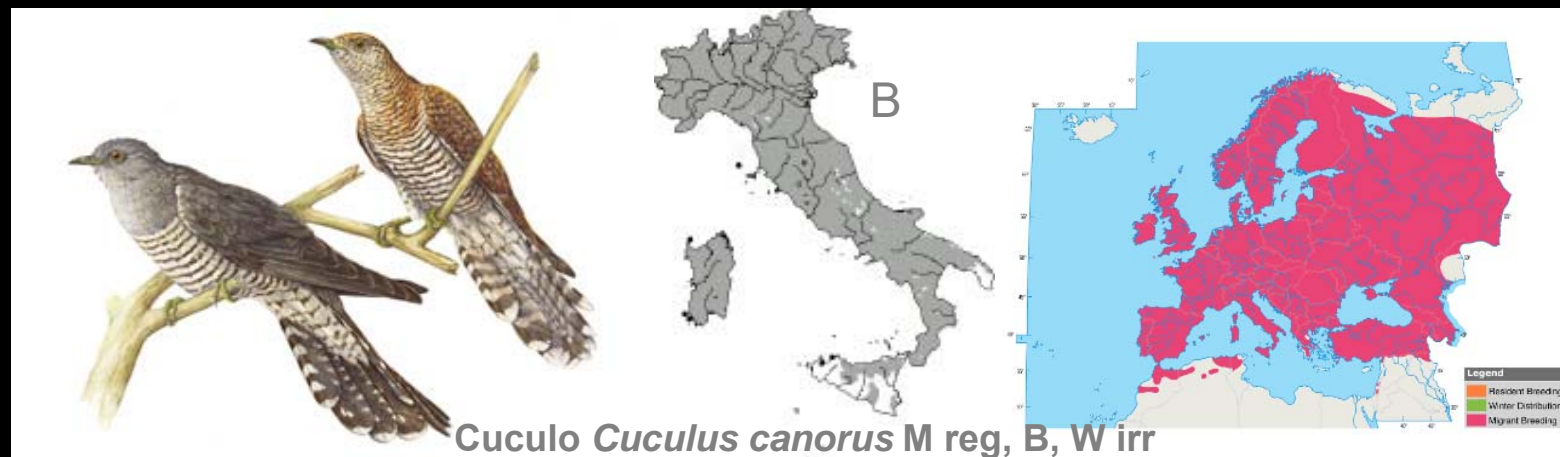 B
Legend
Resident Breeding
Winter Distribution
Migrant Breeding
Cuculo Cuculus canorus M reg, B, W irr